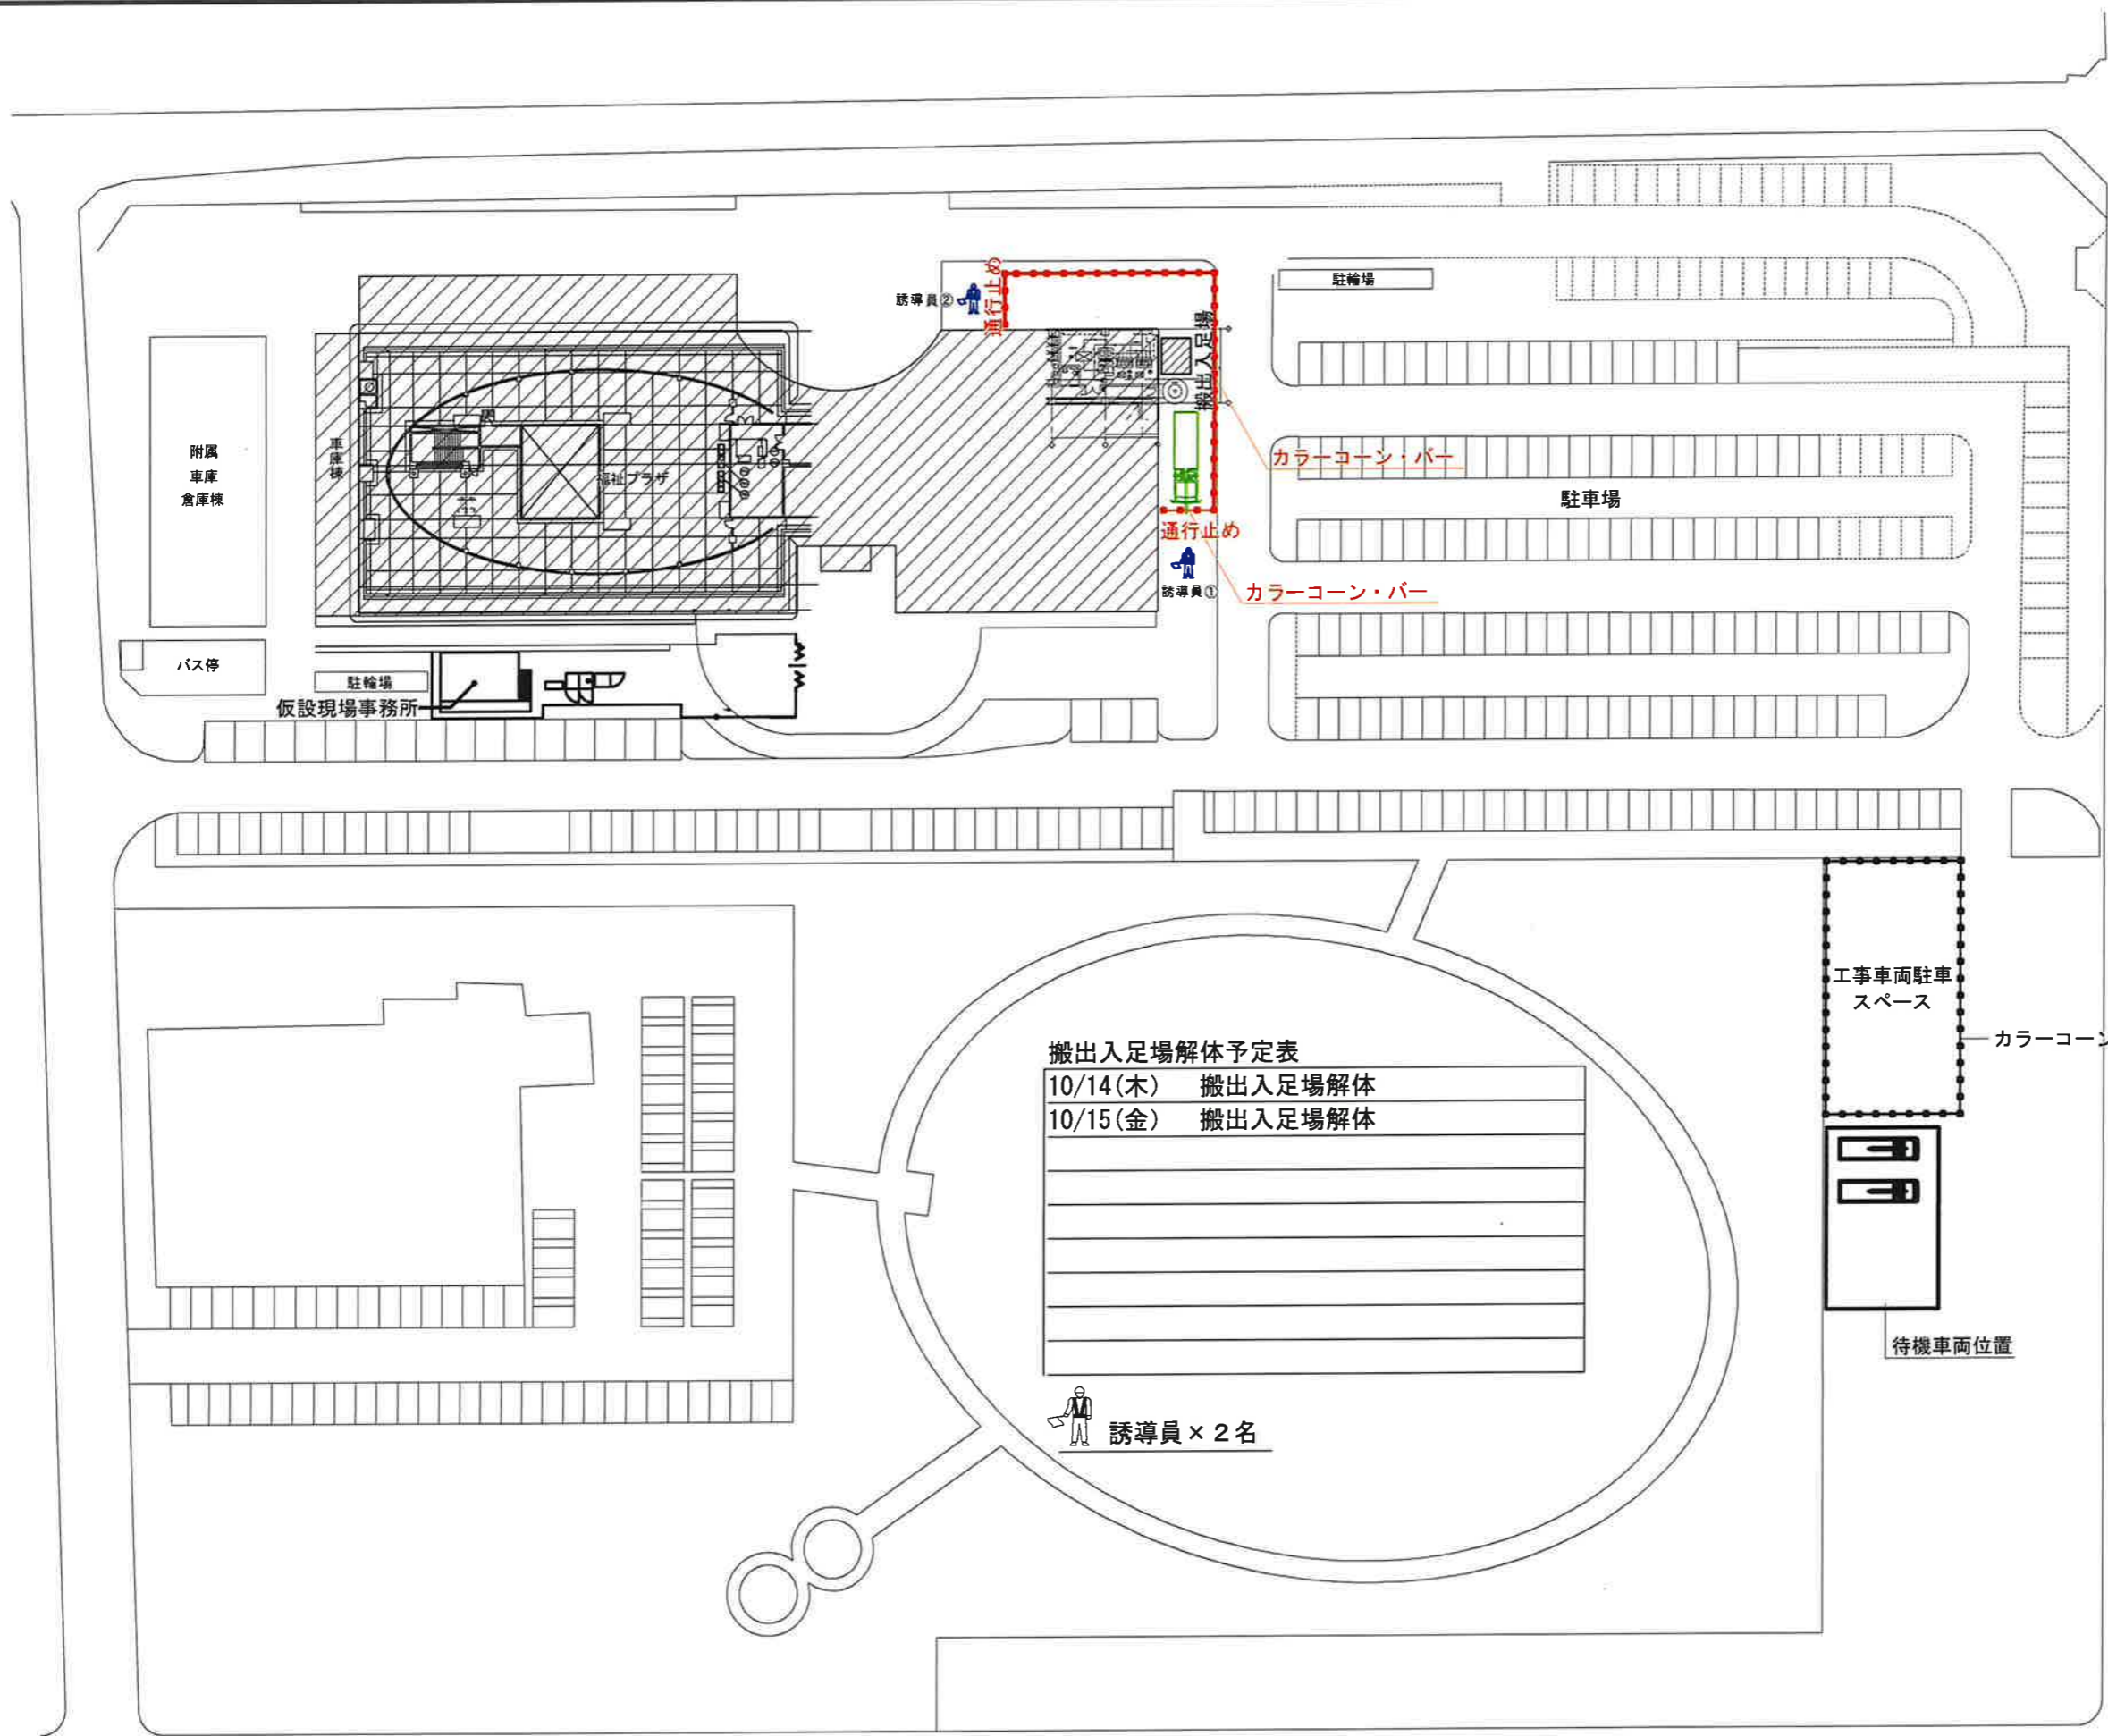 通行止め
誘導員②
駐輪場
搬出入足場
附属
車庫
倉庫棟
車庫棟
福祉プラザ
カラーコーン・バー
駐車場
通行止め
誘導員①
カラーコーン・バー
バス停
駐輪場
仮設現場事務所
工事車両駐車
スペース
カラーコーン
搬出入足場解体予定表
10/14(木) 搬出入足場解体
10/15(金) 搬出入足場解体
待機車両位置
誘導員×2名